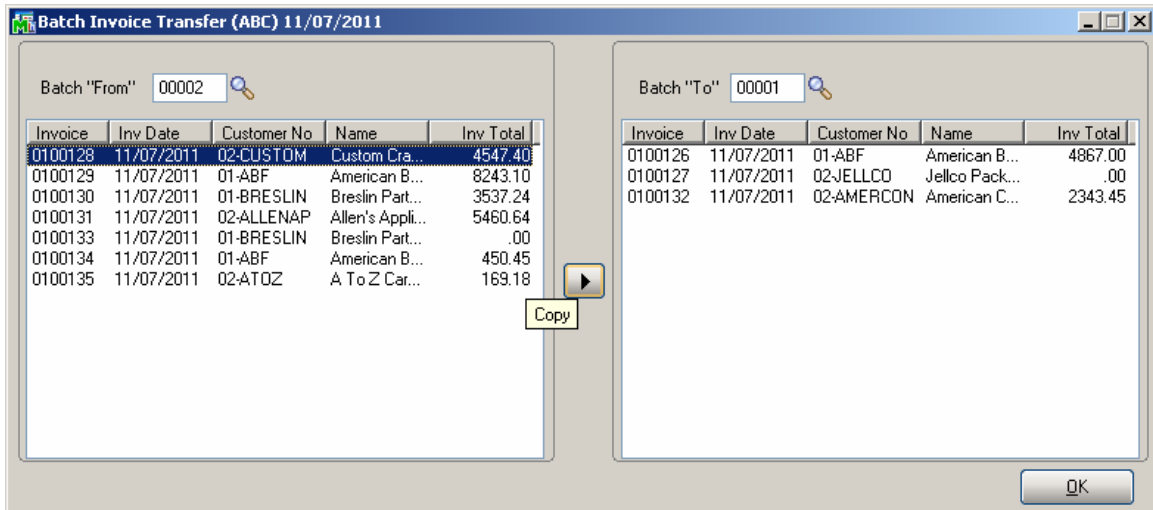 Batch Invoice Transfer (ABC) 11/07/2011
Batch "From" 00002
Invoice Inv Date Customer No Name Inv Total
0100128 11/07/2011 02-CUSTOM Custom Cra... 4547.40
0100129 11/07/2011 01-ABF American B... 8243.10
0100130 11/07/2011 01-BRESLIN Breslin Part... 3537.24
0100131 11/07/2011 02-ALLENAP Allen's Appli... 5460.64
0100133 11/07/2011 01-BRESLIN Breslin Part... .00
0100134 11/07/2011 01-ABF American B... 450.45
0100135 11/07/2011 02-ATOZ A To Z Car... 169.18
Copy
Batch "To" 00001
Invoice Inv Date Customer No Name Inv Total
0100126 11/07/2011 01-ABF American B... 4867.00
0100127 11/07/2011 02-JELLCO Jellco Pack... .00
0100132 11/07/2011 02-AMERCON American C... 2343.45
OK